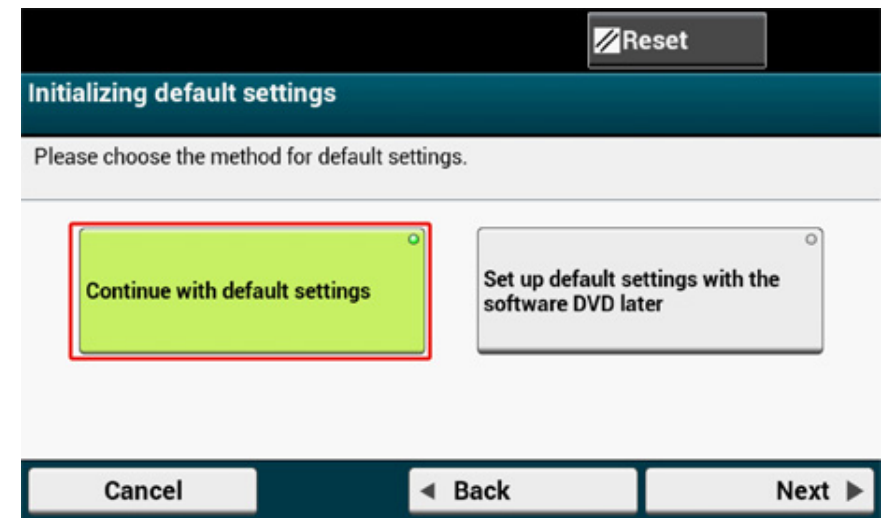 Reset
Initializing default settings
Please choose the method for default settings.
Continue with default settings
Set up default settings with the
software DVD later
Cancel
Back
Next